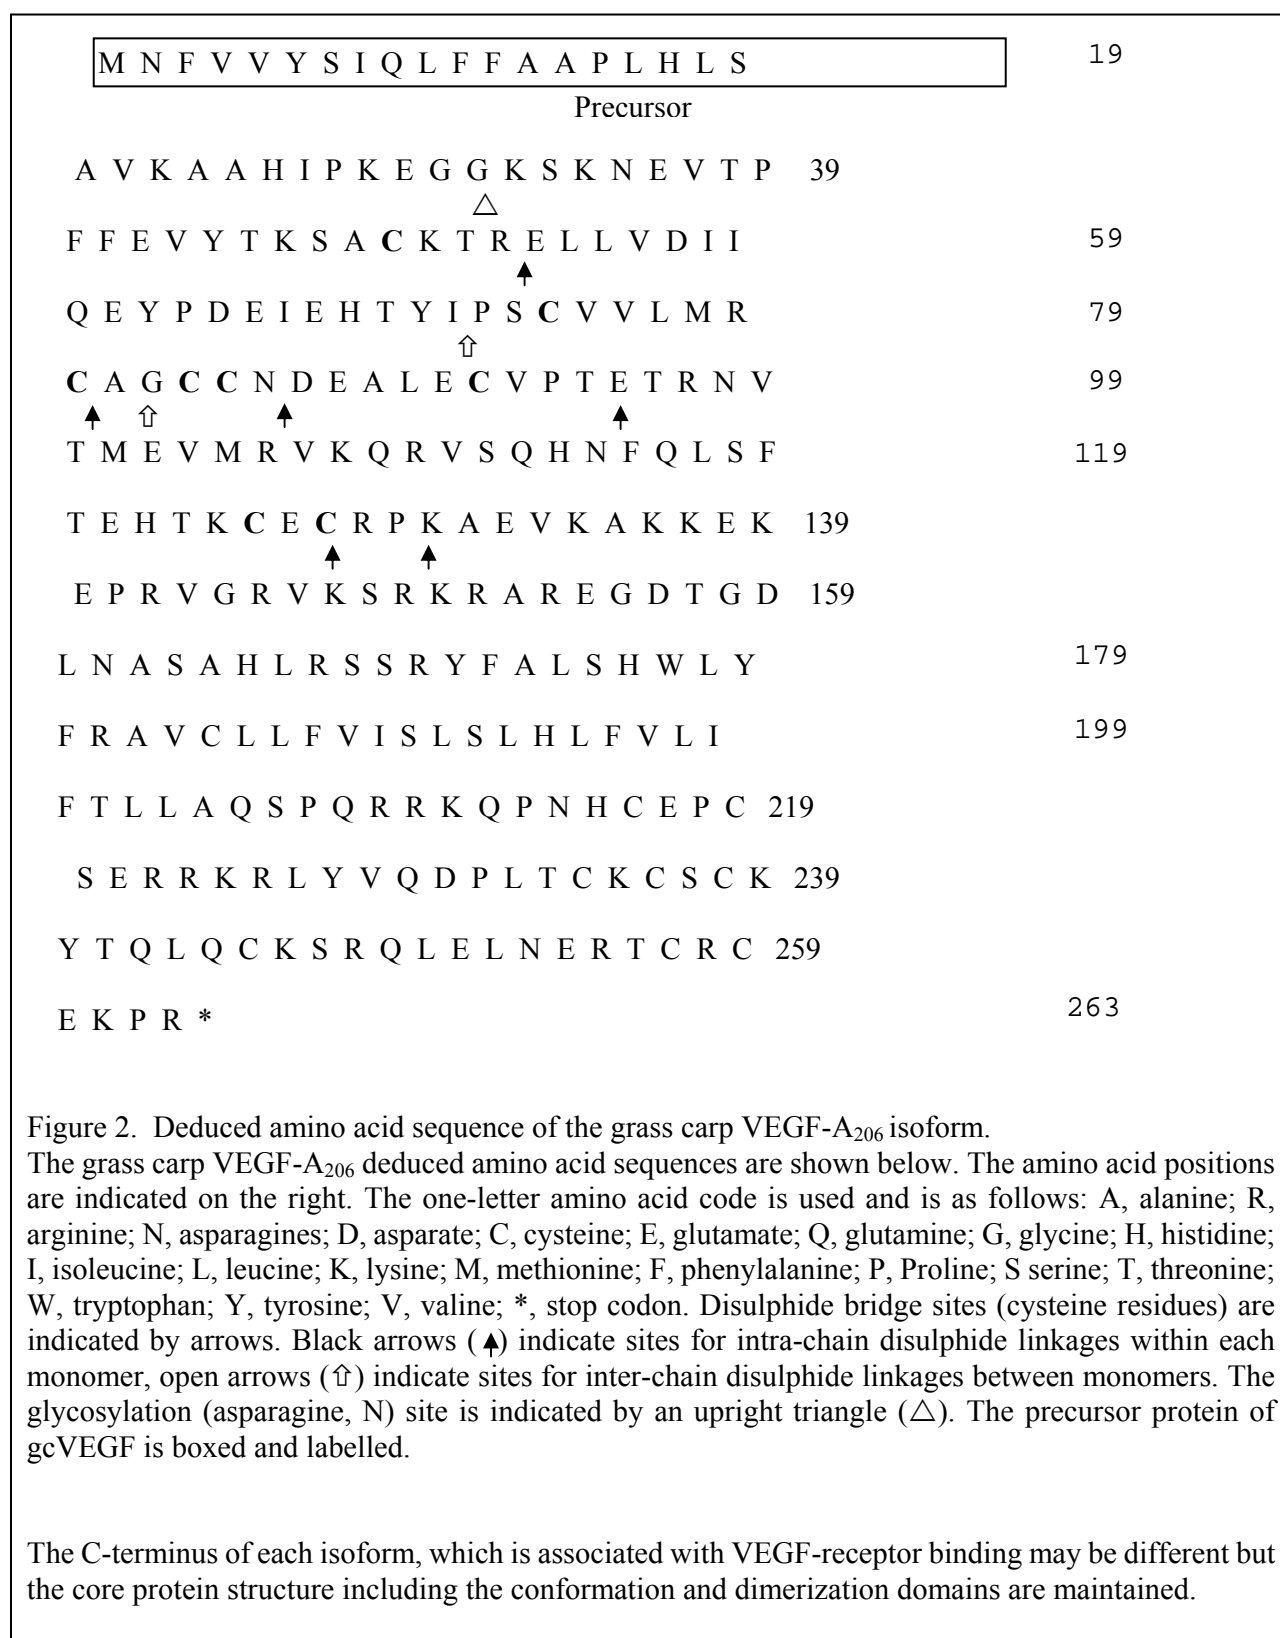 M N F V V Y S I Q L F F A A P L H L S 19
Precursor
A V K A A H I P K E G G K S K N E V T P 39
F F E V Y T K S A C K T R E L L V D I I 59
Q E Y P D E I E H T Y I P S C V V L M R 79
C A G C C N D E A L E C V P T E T R N V 99
T M E V M R V K Q R V S Q H N F Q L S F 119
T E H T K C E C R P K A E V K A K K E K 139
E P R V G R V K S R K R A R E G D T G D 159
L N A S A H L R S S R Y F A L S H W L Y 179
F R A V C L L F V I S L S L H L F V L I 199
F T L L A Q S P Q R R K Q P N H C E P C 219
S E R R K R L Y V Q D P L T C K C S C K 239
Y T Q L Q C K S R Q L E L N E R T C R C 259
E K P R * 263
Figure 2. Deduced amino acid sequence of the grass carp VEGF-A206 isoform.
The grass carp VEGF-A206 deduced amino acid sequences are shown below. The amino acid positions
are indicated on the right. The one-letter amino acid code is used and is as follows: A, alanine; R,
arginine; N, asparagines; D, asparate; C, cysteine; E, glutamate; Q, glutamine; G, glycine; H, histidine;
I, isoleucine; L, leucine; K, lysine; M, methionine; F, phenylalanine; P, Proline; S serine; T, threonine;
W, tryptophan; Y, tyrosine; V, valine; *, stop codon. Disulphide bridge sites (cysteine residues) are
indicated by arrows. Black arrows (⬆) indicate sites for intra-chain disulphide linkages within each
monomer, open arrows (⇧) indicate sites for inter-chain disulphide linkages between monomers. The
glycosylation (asparagine, N) site is indicated by an upright triangle (△). The precursor protein of
gcVEGF is boxed and labelled.
The C-terminus of each isoform, which is associated with VEGF-receptor binding may be different but
the core protein structure including the conformation and dimerization domains are maintained.